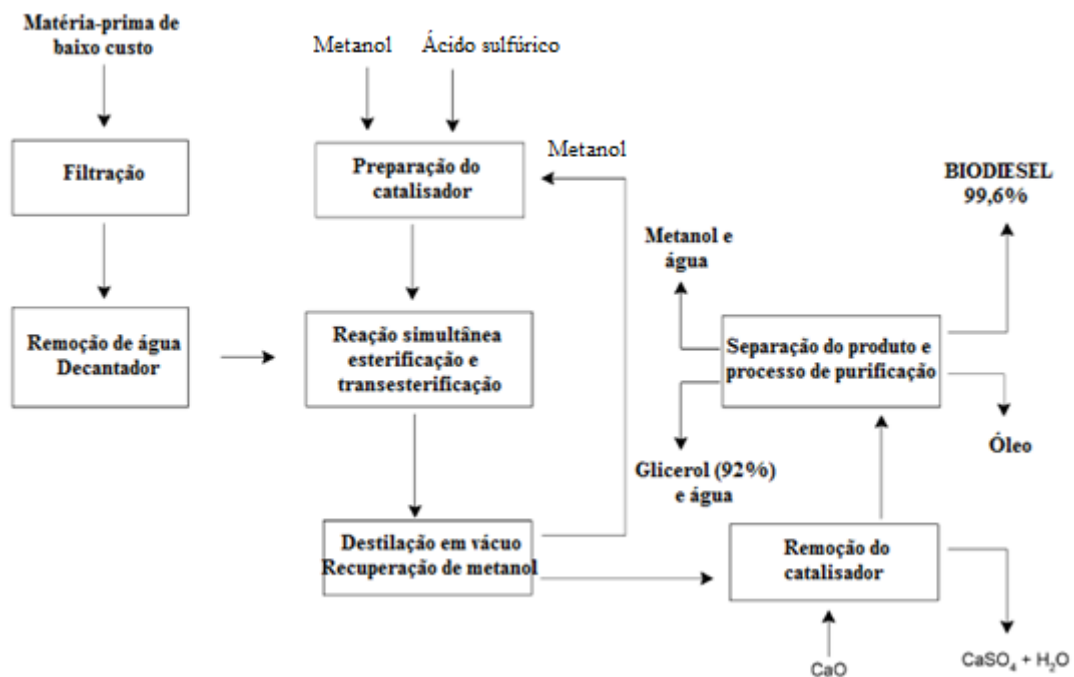 Matéria-prima de
baixo custo
Metanol
Ácido sulfúrico
Filtração
Preparação do
catalisador
Metanol
BIODIESEL
99,6%
Metanol e
água
Remoção de água
Decantador
Reação simultânea
esterificação e
transesterificação
Separação do produto e
processo de purificação
Óleo
Glicerol (92%)
e água
Destilação em vácuo
Recuperação de metanol
Remoção do
catalisador
CaO
CaSO₄ + H₂O